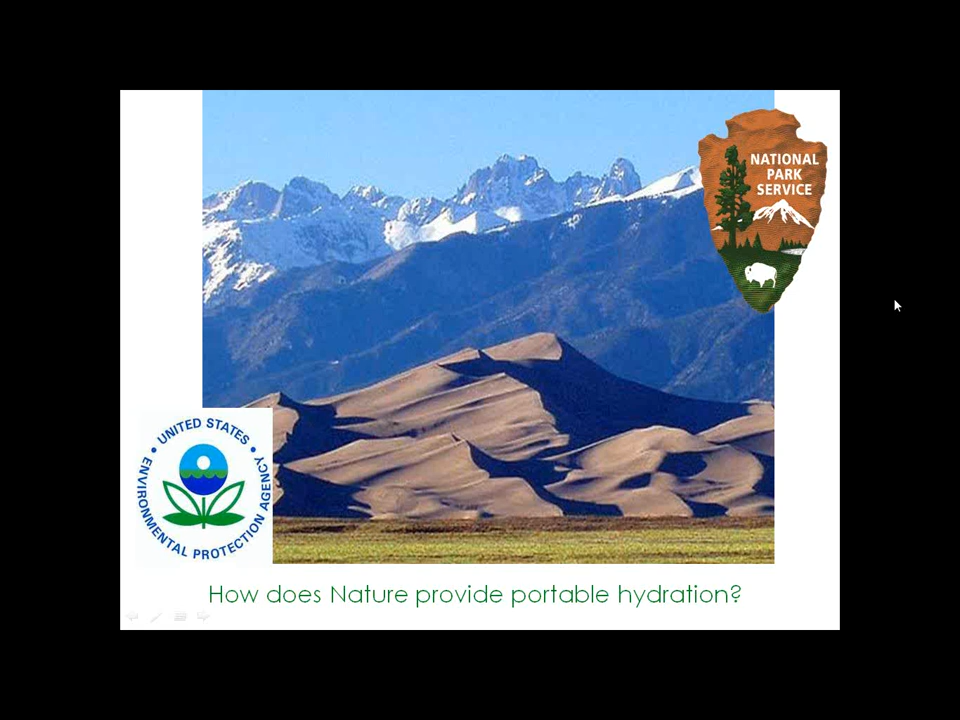 NATIONAL
PARK
SERVICE
UNITED STATES
ENVIRONMENTAL PROTECTION AGENCY
How does Nature provide portable hydration?